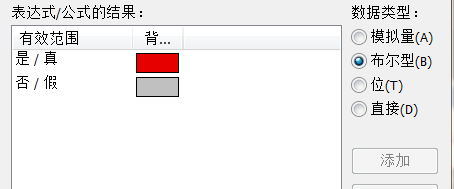 表达式/公式的结果：
数据类型：
有效范围 背...
是 / 真
否 / 假
模拟量(A)
布尔型(B)
位(T)
直接(D)
添加